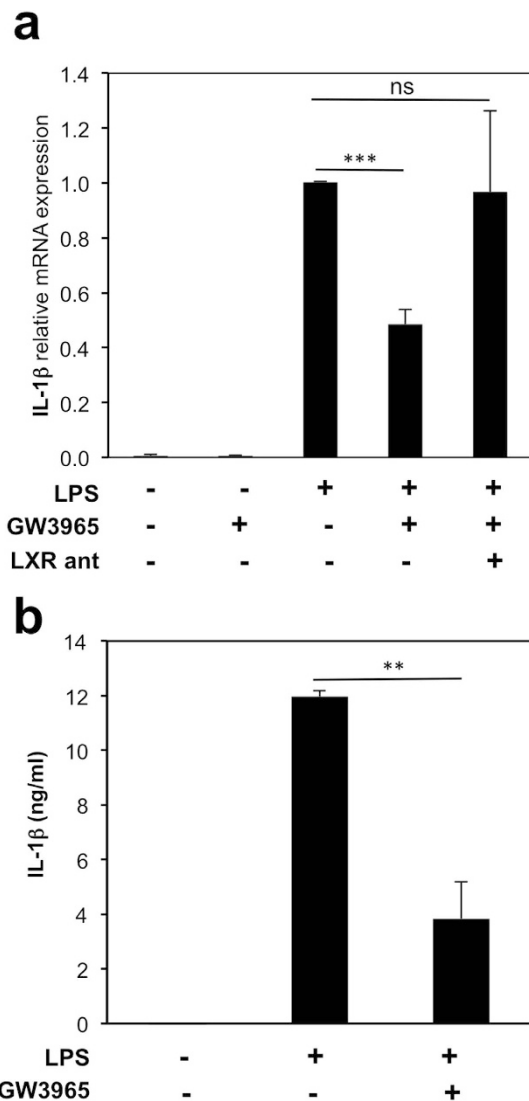 a
IL-1β relative mRNA expression
1.4
1.2
1.0
0.8
0.6
0.4
0.2
0.0
ns
***
LPS - - + + +
GW3965 - + - + +
LXR ant - - - - +
b
IL-1β (ng/ml)
14
12
10
8
6
4
2
0
**
LPS - + +
GW3965 - - +